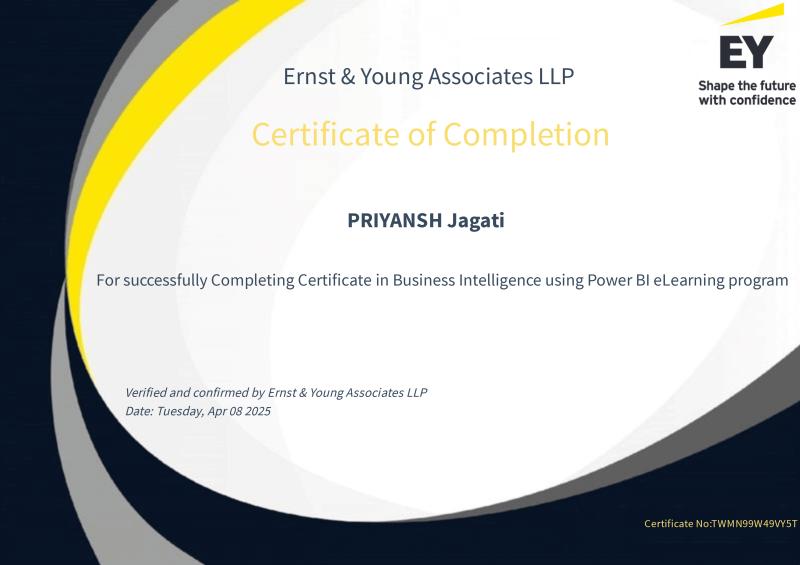 EY
Shape the future
with confidence
Ernst & Young Associates LLP
Certificate of Completion
PRIYANSH Jagati
For successfully Completing Certificate in Business Intelligence using Power BI eLearning program
Verified and confirmed by Ernst & Young Associates LLP
Date: Tuesday, Apr 08 2025
Certificate No:TWMN99W49VY5T